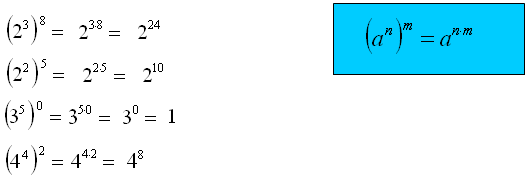 (2³)⁸ = 2³·⁸ = 2²⁴
(aⁿ)ᵐ = aⁿ·ᵐ
(2²)⁵ = 2²·⁵ = 2¹⁰
(3⁵)⁰ = 3⁵·⁰ = 3⁰ = 1
(4⁴)² = 4⁴·² = 4⁸